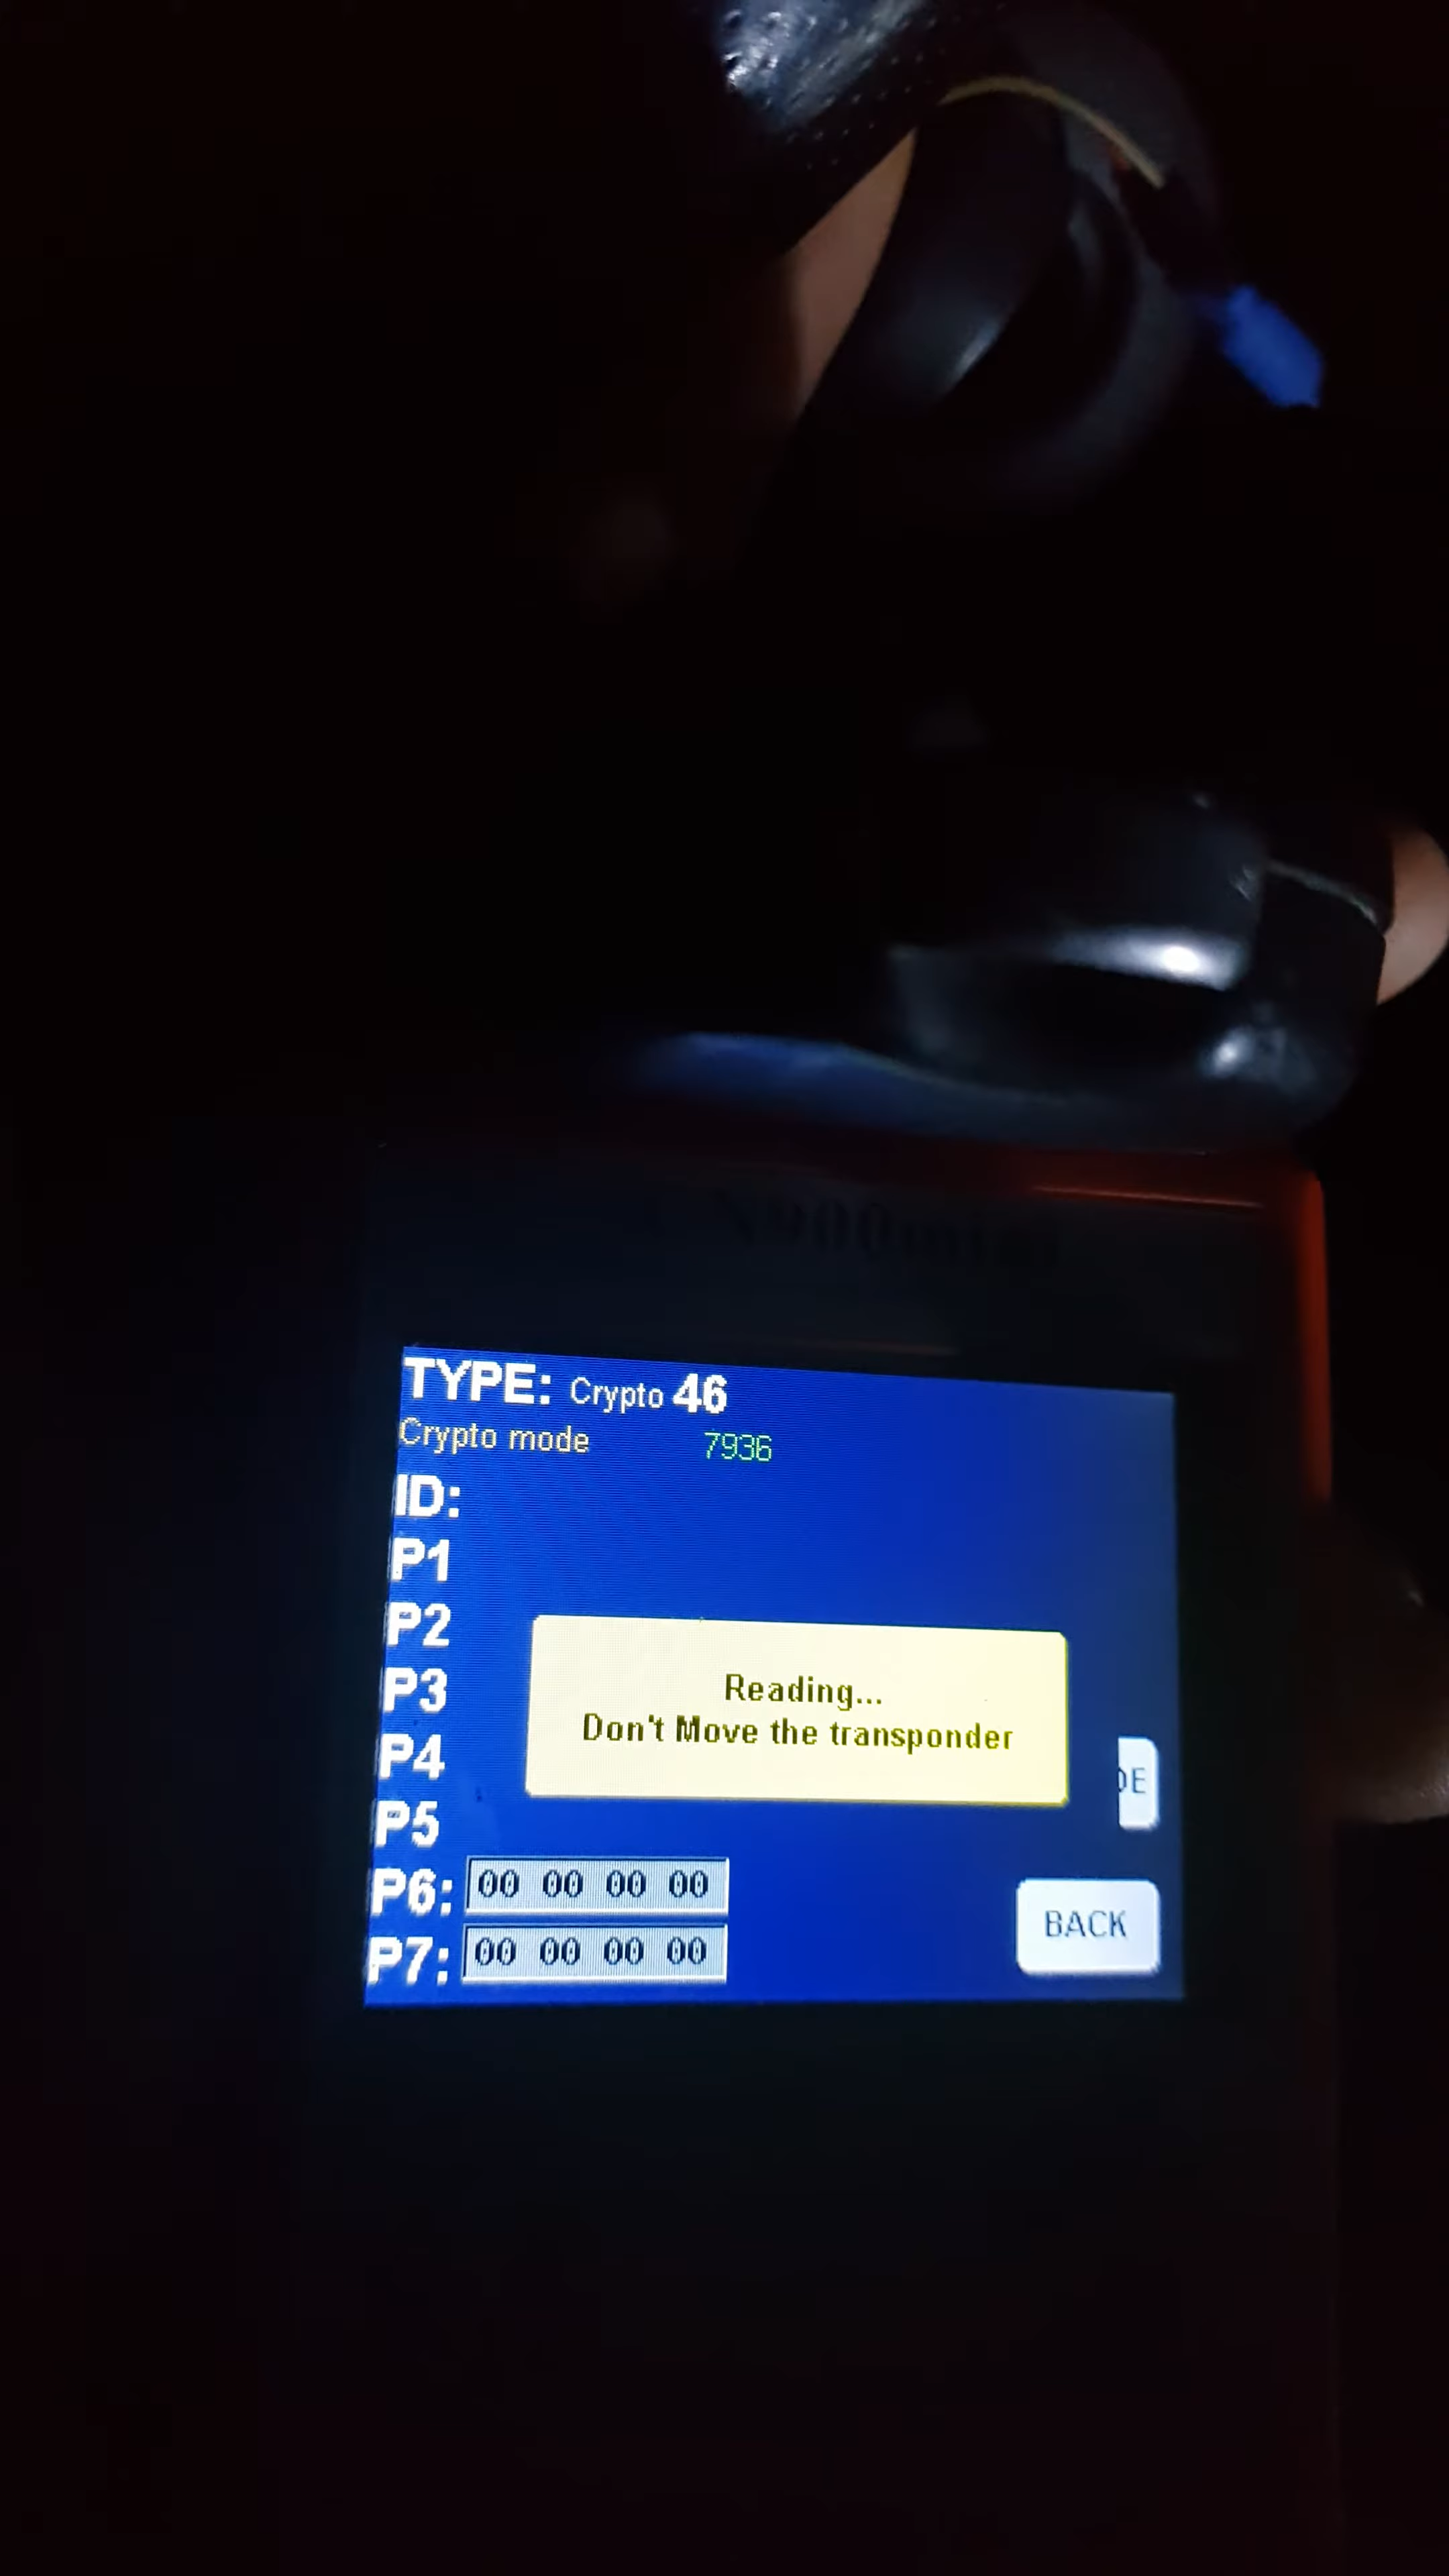 TYPE: Crypto 46
Crypto mode 7936
ID:
P1
P2
Reading...
P3
Don't Move the transponder
P4
P5
P6: 00 00 00 00
P7: 00 00 00 00
BACK